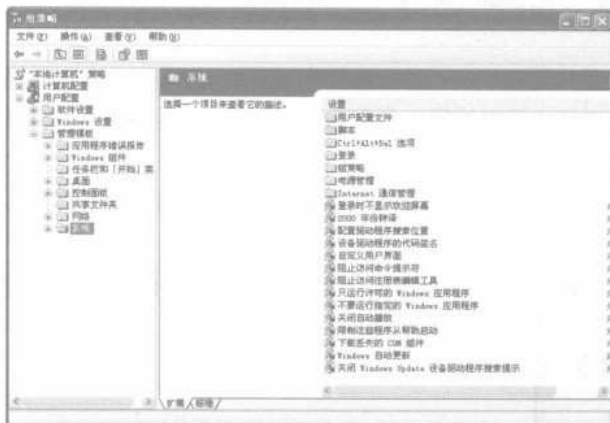 组策略
文件(F) 操作(A) 查看(V) 帮助(H)
"本地计算机" 策略
计算机配置
用户配置
软件设置
Windows 设置
管理模板
应用程序错误报告
Windows 组件
任务栏和「开始」菜
桌面
控制面板
共享文件夹
网络
系统
系统
选择一个项目来查看它的描述。
设置
用户配置文件
脚本
Ctrl+Alt+Del 选项
登录
组策略
电源管理
Internet 通信管理
登录时不显示欢迎屏幕
2000 年份转译
配置驱动程序搜索位置
设备驱动程序的代码签名
自定义用户界面
阻止访问命令提示符
阻止访问注册表编辑工具
只运行许可的 Windows 应用程序
不要运行指定的 Windows 应用程序
关闭自动播放
限制这些程序从帮助启动
下载丢失的 COM 组件
Windows 自动更新
关闭 Windows Update 设备驱动程序搜索提示
扩展 标准